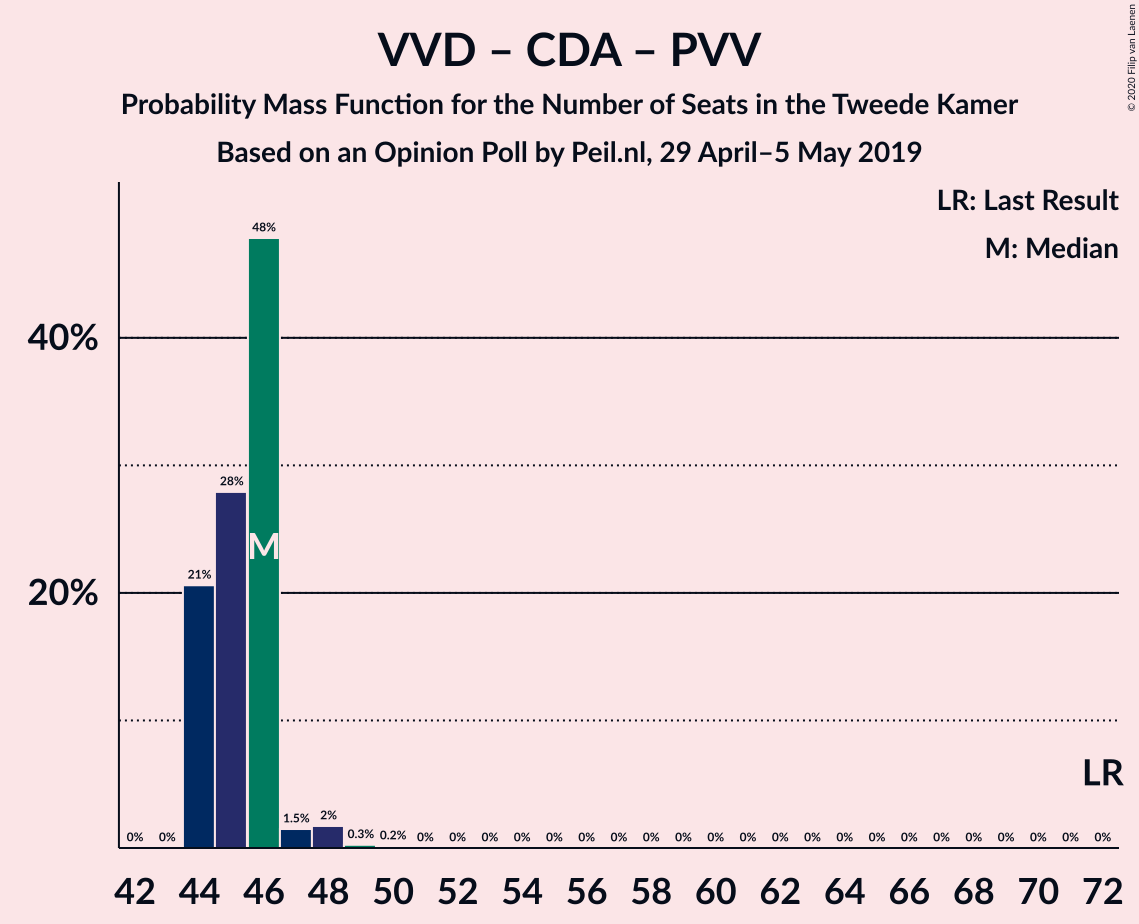 VVD – CDA – PVV
Probability Mass Function for the Number of Seats in the Tweede Kamer
Based on an Opinion Poll by Peil.nl, 29 April–5 May 2019
© 2020 Filip van Laenen
LR: Last Result
M: Median
40%
20%
0% 0% 21% 28% 48% 1.5% 2% 0.3% 0.2% 0% 0% 0% 0% 0% 0% 0% 0% 0% 0% 0% 0% 0% 0% 0% 0% 0% 0% 0% 0% 0% 0%
M
LR
42 44 46 48 50 52 54 56 58 60 62 64 66 68 70 72